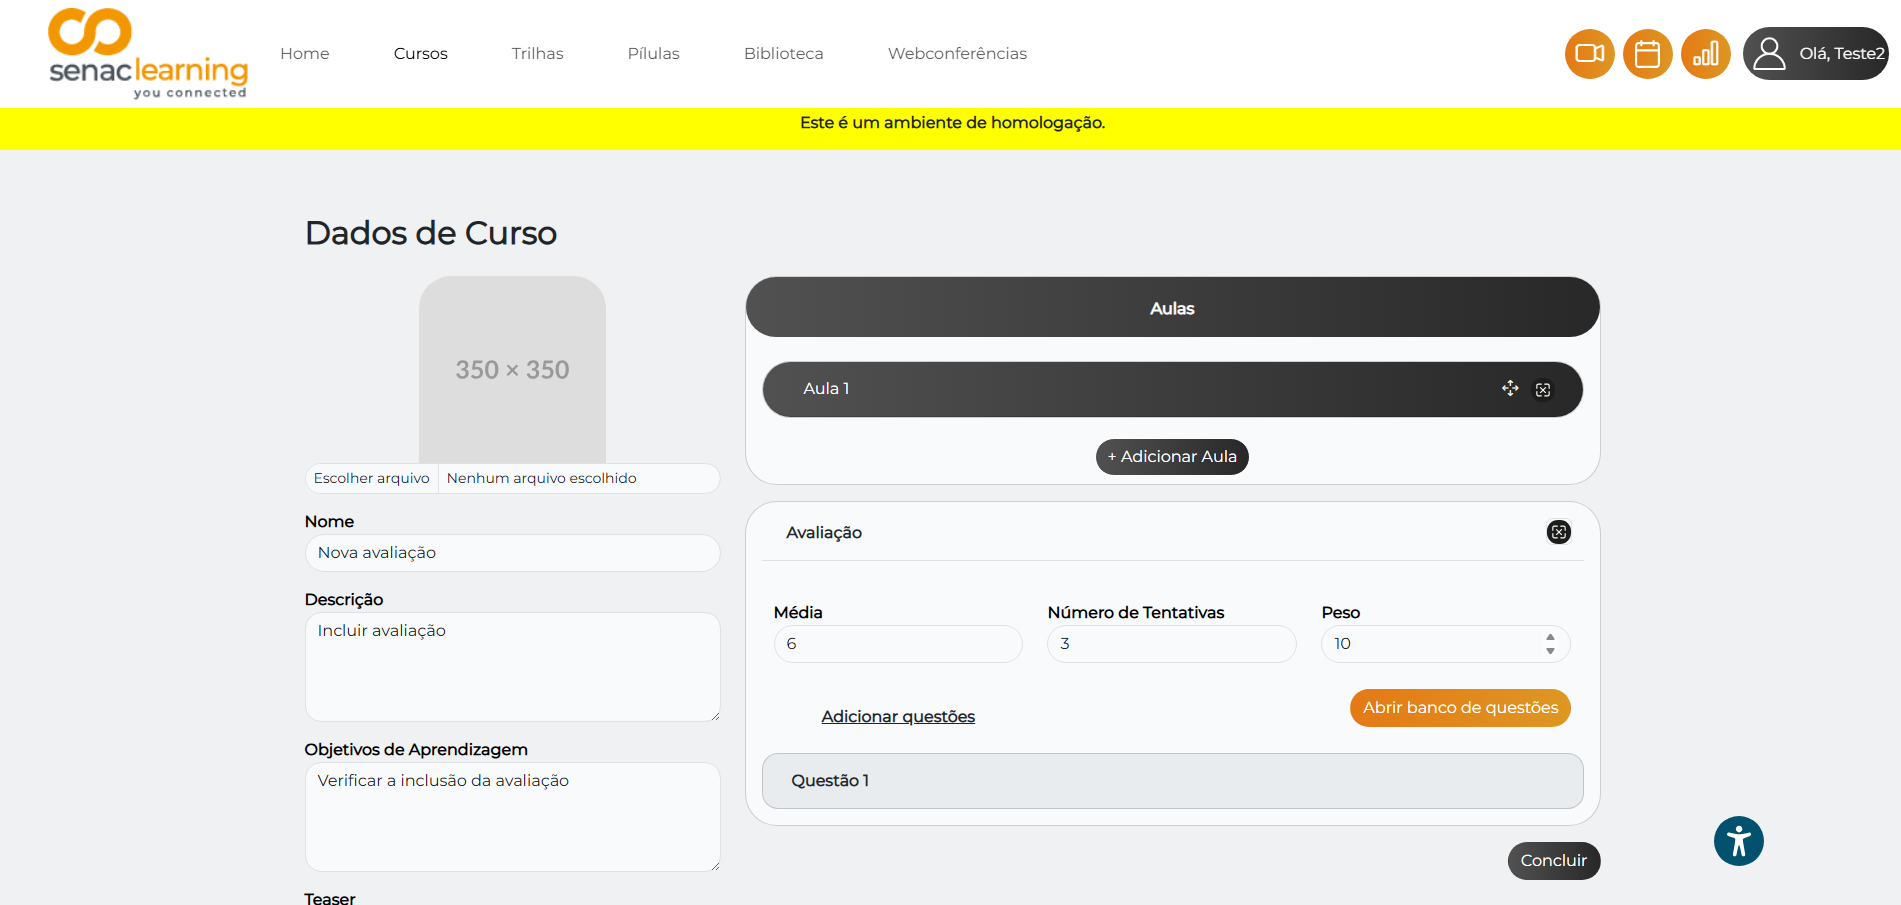 senaclearning
you connected
Home
Cursos
Trilhas
Pílulas
Biblioteca
Webconferências
Olá, Teste2
Este é um ambiente de homologação.
Dados de Curso
350 × 350
Escolher arquivo
Nenhum arquivo escolhido
Nome
Nova avaliação
Descrição
Incluir avaliação
Objetivos de Aprendizagem
Verificar a inclusão da avaliação
Teaser
Aulas
Aula 1
+ Adicionar Aula
Avaliação
Média
Número de Tentativas
Peso
6
3
10
Adicionar questões
Abrir banco de questões
Questão 1
Concluir